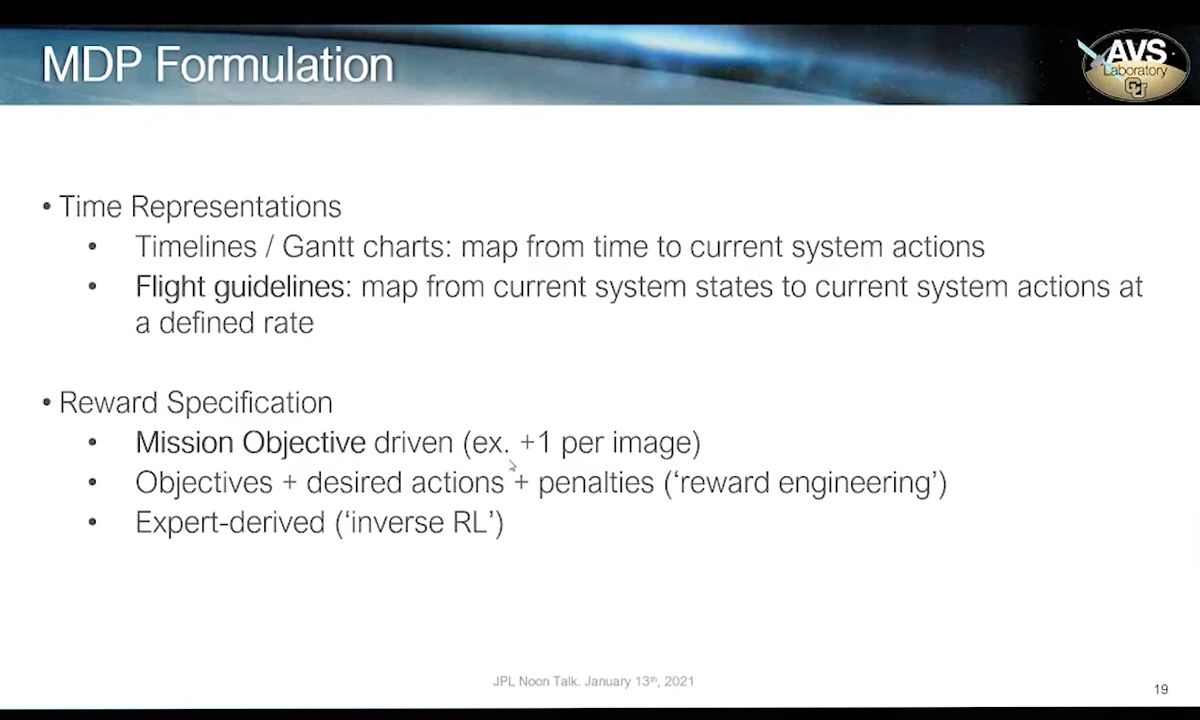 MDP Formulation
AVS
Laboratory
CU
• Time Representations
• Timelines / Gantt charts: map from time to current system actions
• Flight guidelines: map from current system states to current system actions at
a defined rate
• Reward Specification
• Mission Objective driven (ex. +1 per image)
• Objectives + desired actions + penalties (‘reward engineering’)
• Expert-derived (‘inverse RL’)
JPL Noon Talk. January 13th, 2021
19